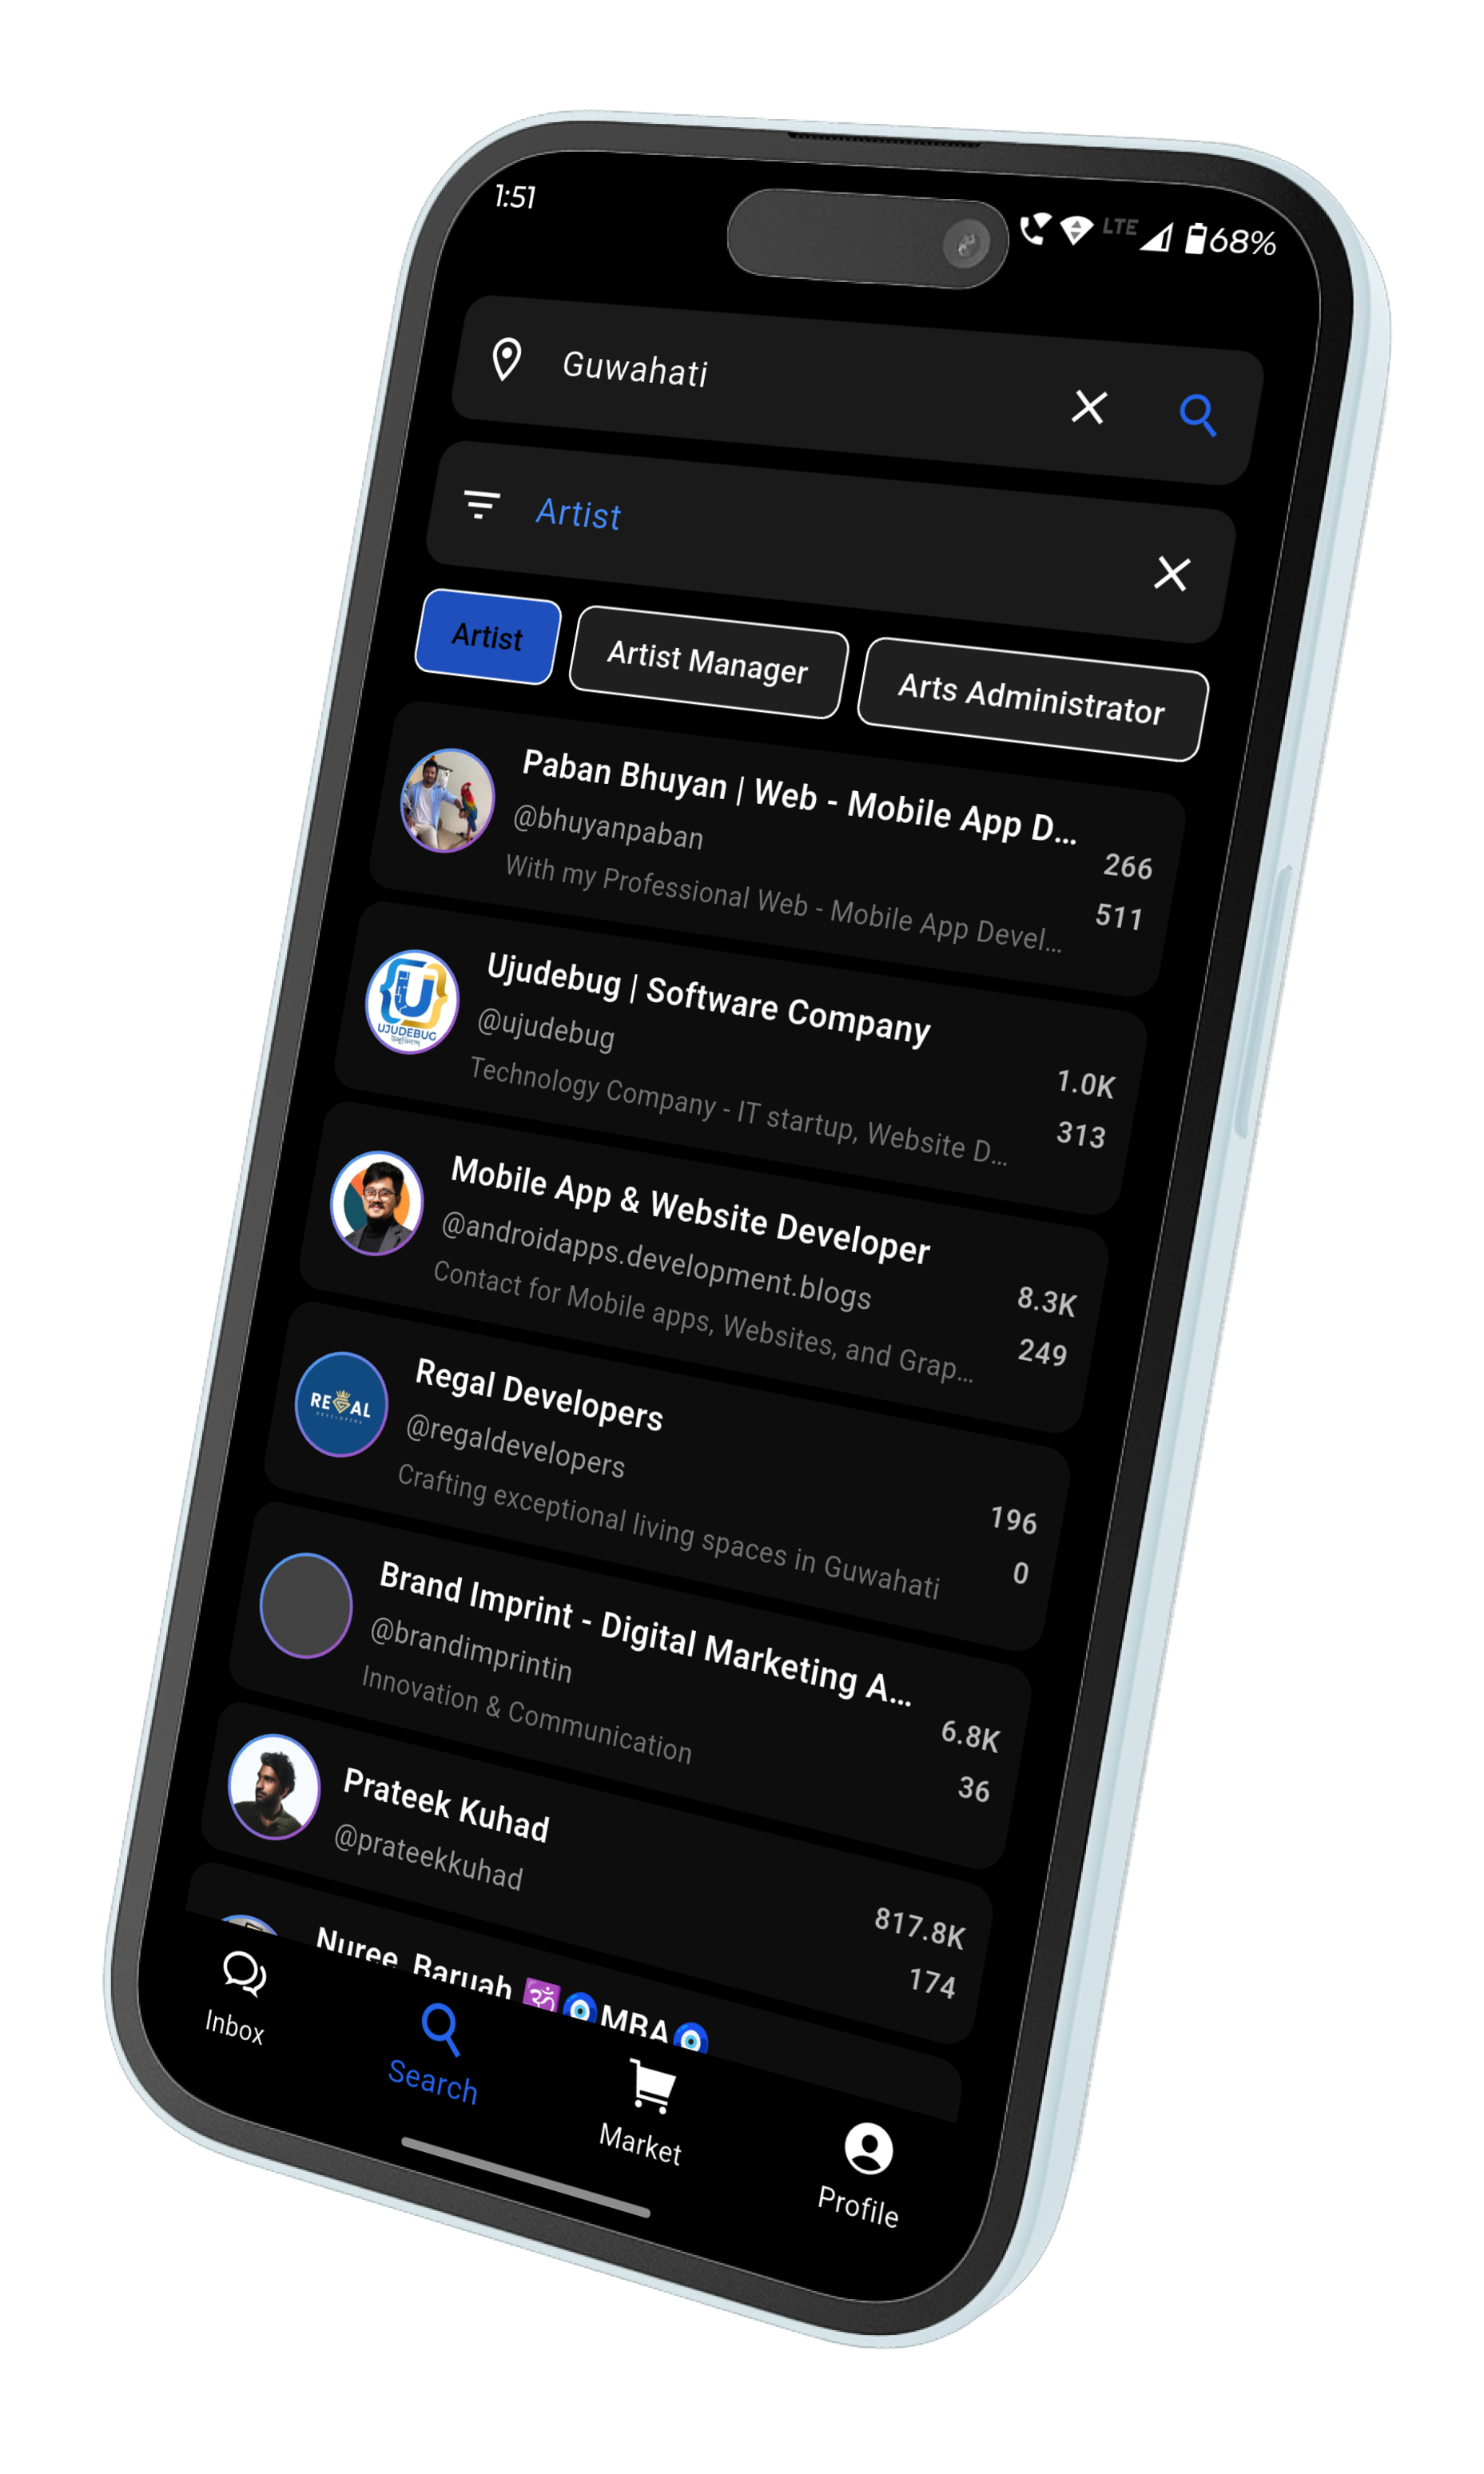 1:51
LTE
68%
Guwahati
Artist
Artist
Artist Manager
Arts Administrator
Paban Bhuyan | Web - Mobile App D...
@bhuyanpaban
266
With my Professional Web - Mobile App Devel...
511
UJUDEBUG
Ujudebug | Software Company
@ujudebug
1.0K
Technology Company - IT startup, Website D...
313
Mobile App & Website Developer
@androidapps.development.blogs
8.3K
Contact for Mobile apps, Websites, and Grap...
249
REGAL
DEVELOPERS
Regal Developers
@regaldevelopers
196
Crafting exceptional living spaces in Guwahati
0
Brand Imprint - Digital Marketing A...
@brandimprintin
6.8K
Innovation & Communication
36
Prateek Kuhad
@prateekkuhad
817.8K
174
Nuree Baruah 🕉️🧿MBA🧿
Inbox
Search
Market
Profile